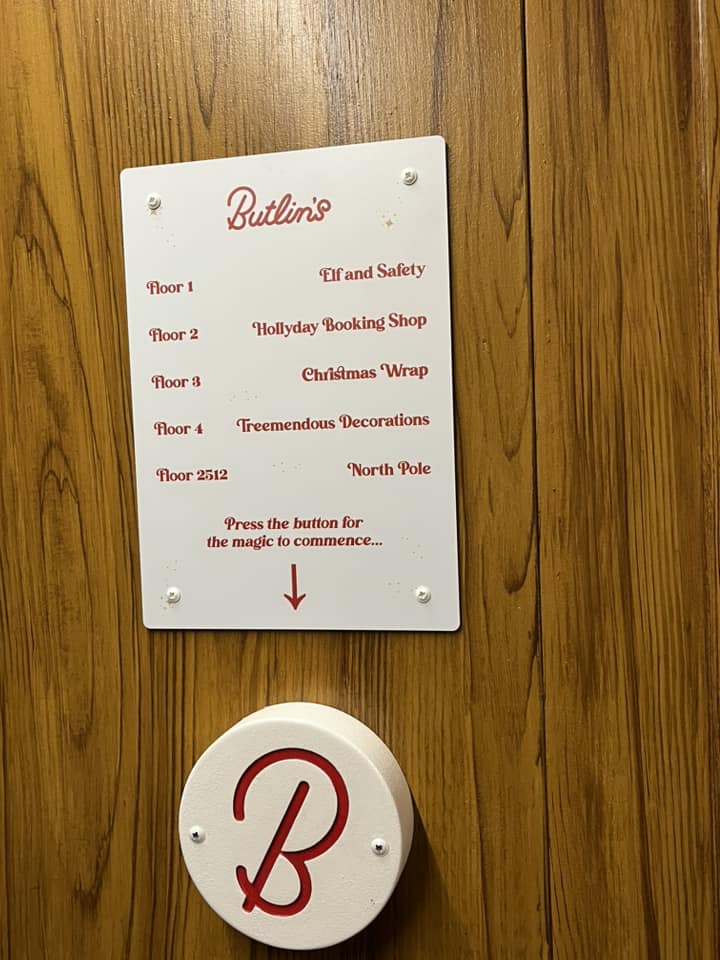 Butlin's
Floor 1 Elf and Safety
Floor 2 Hollyday Booking Shop
Floor 3 Christmas Wrap
Floor 4 Treemendous Decorations
Floor 2512 North Pole
Press the button for
the magic to commence...
B